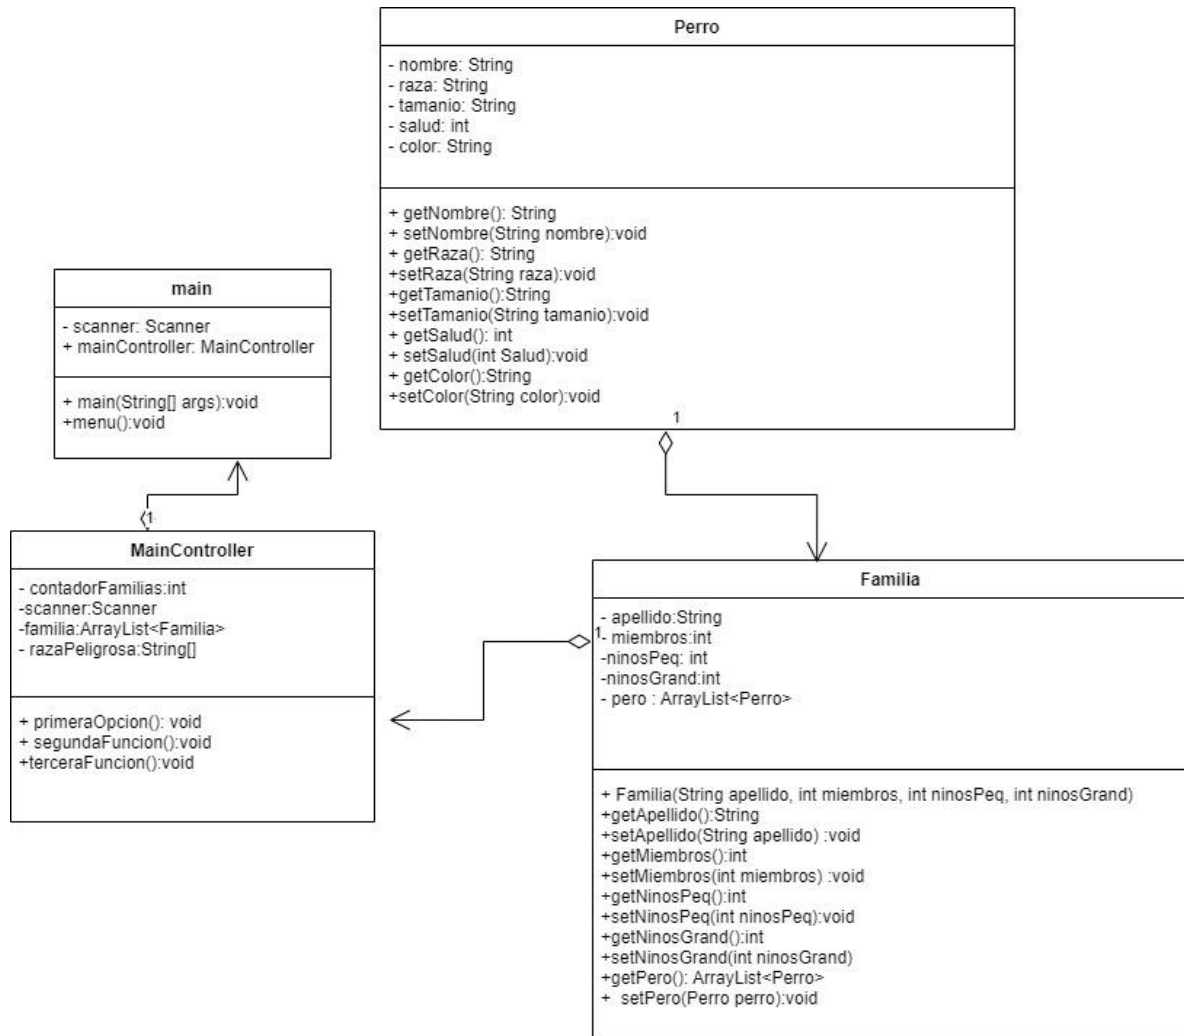 Perro
- nombre: String
- raza: String
- tamanio: String
- salud: int
- color: String
+ getNombre(): String
+ setNombre(String nombre):void
+ getRaza(): String
+setRaza(String raza):void
+getTamanio():String
+setTamanio(String tamanio):void
+ getSalud(): int
+ setSalud(int Salud):void
+ getColor():String
+setColor(String color):void
1
main
- scanner: Scanner
+ mainController: MainController
+ main(String[] args):void
+menu():void
1
MainController
- contadorFamilias:int
-scanner:Scanner
-familia:ArrayList<Familia>
- razaPeligrosa:String[]
+ primeraOpcion(): void
+ segundaFuncion():void
+terceraFuncion():void
Familia
1
- apellido:String
- miembros:int
-ninosPeq: int
-ninosGrand:int
- pero : ArrayList<Perro>
+ Familia(String apellido, int miembros, int ninosPeq, int ninosGrand)
+getApellido():String
+setApellido(String apellido) :void
+getMiembros():int
+setMiembros(int miembros) :void
+getNinosPeq():int
+setNinosPeq(int ninosPeq):void
+getNinosGrand():int
+setNinosGrand(int ninosGrand)
+getPero(): ArrayList<Perro>
+ setPero(Perro perro):void